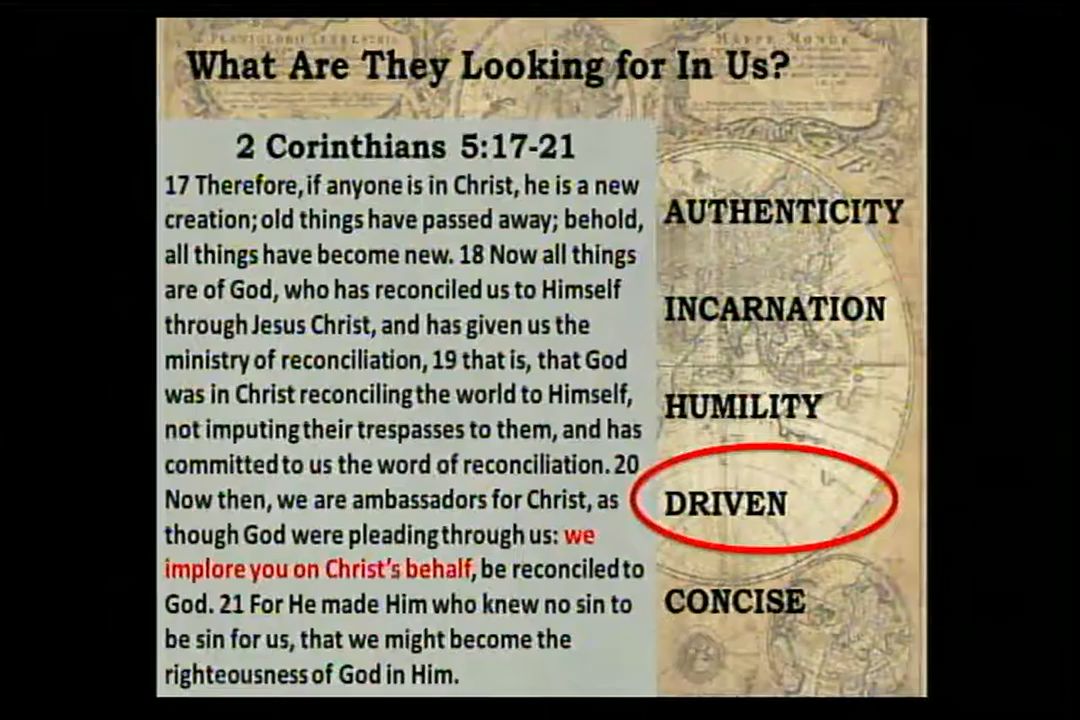 What Are They Looking for In Us?
2 Corinthians 5:17-21
17 Therefore, if anyone is in Christ, he is a new
creation; old things have passed away; behold,
all things have become new. 18 Now all things
are of God, who has reconciled us to Himself
through Jesus Christ, and has given us the
ministry of reconciliation, 19 that is, that God
was in Christ reconciling the world to Himself,
not imputing their trespasses to them, and has
committed to us the word of reconciliation. 20
Now then, we are ambassadors for Christ, as
though God were pleading through us: we
implore you on Christ's behalf, be reconciled to
God. 21 For He made Him who knew no sin to
be sin for us, that we might become the
righteousness of God in Him.
AUTHENTICITY
INCARNATION
HUMILITY
DRIVEN
CONCISE